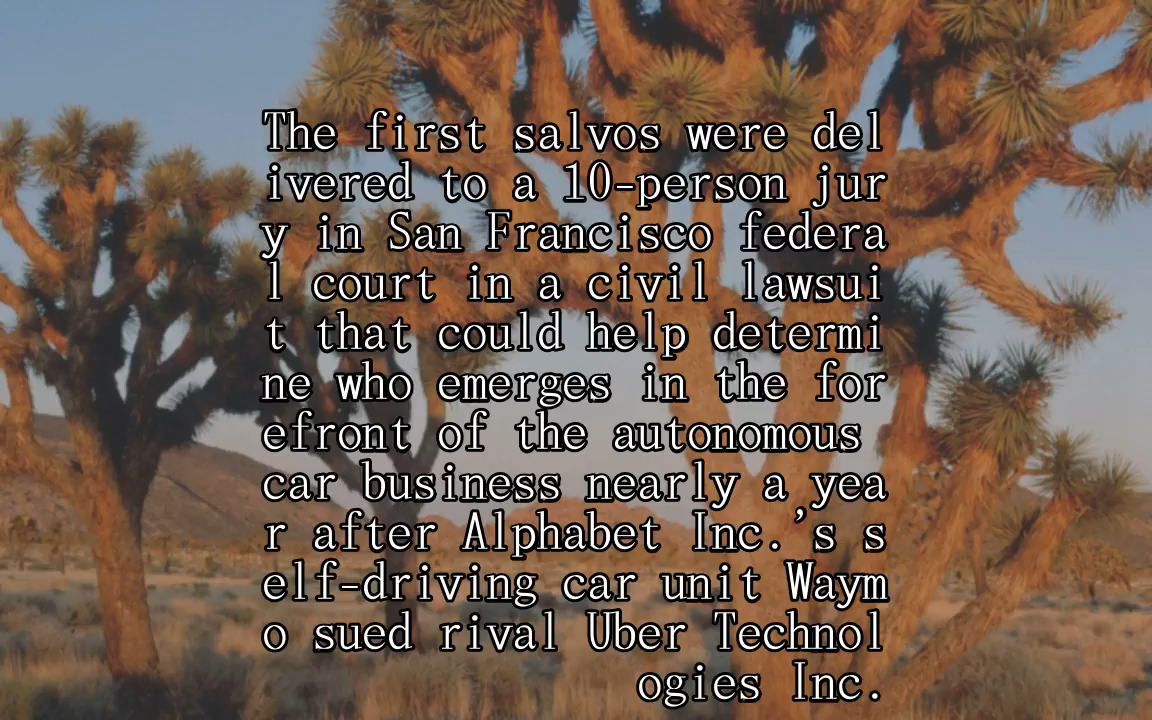 The first salvos were del
ivered to a 10-person jur
y in San Francisco federa
l court in a civil lawsui
t that could help determi
ne who emerges in the for
efront of the autonomous
car business nearly a yea
r after Alphabet Inc.’s s
elf-driving car unit Waym
o sued rival Uber Technol
ogies Inc.